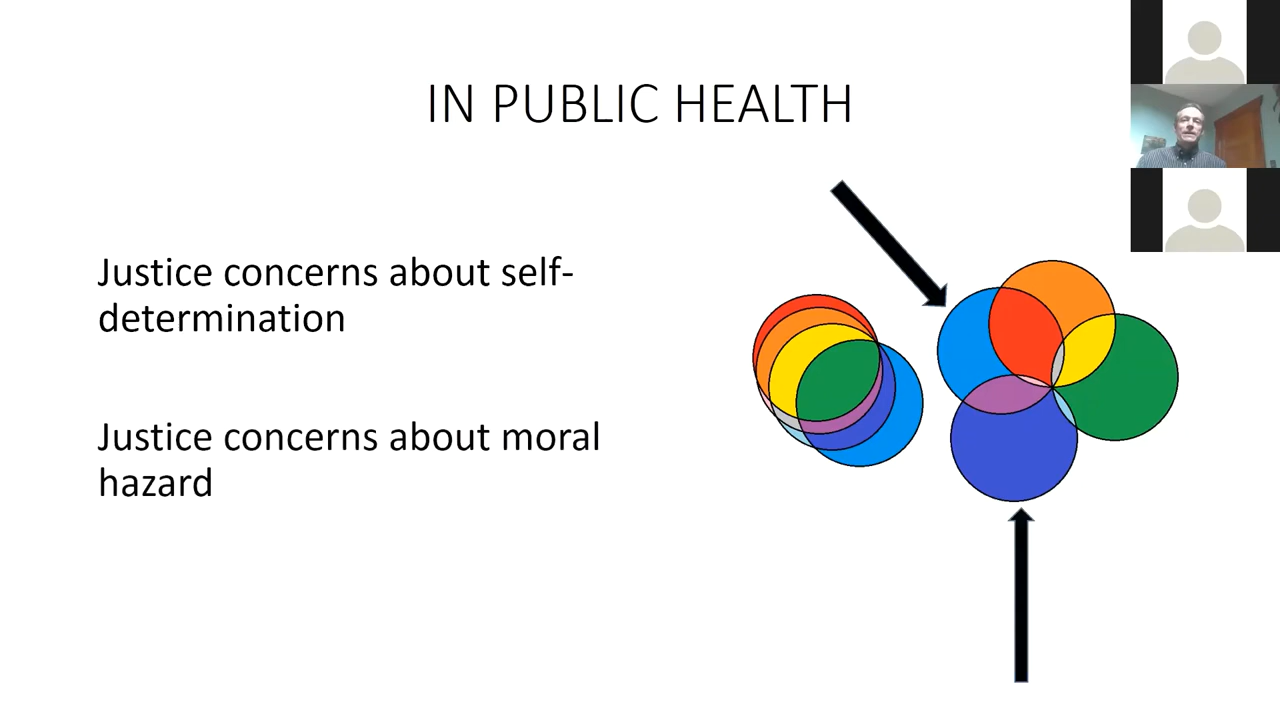 IN PUBLIC HEALTH
Justice concerns about self-
determination
Justice concerns about moral
hazard